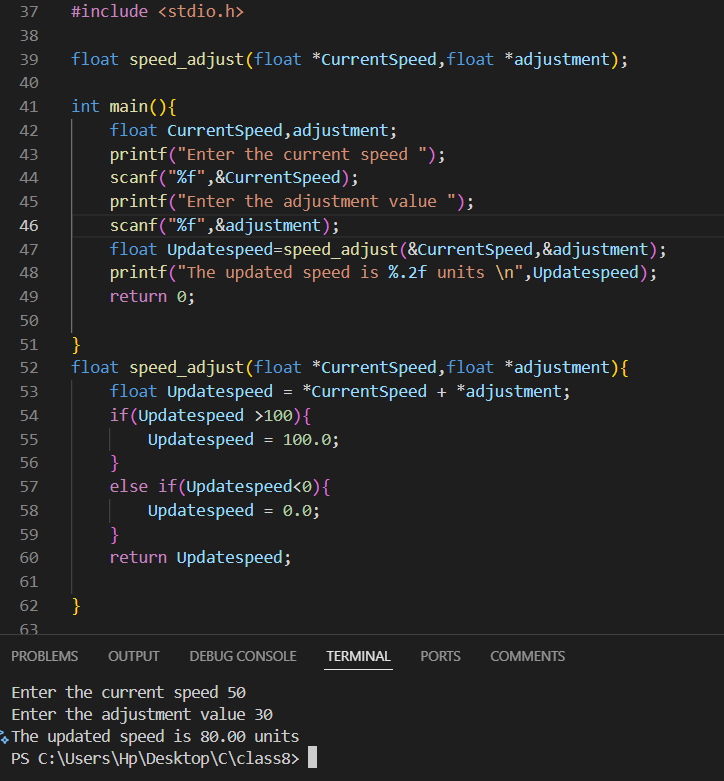 37 #include <stdio.h>
38
39 float speed_adjust(float *CurrentSpeed,float *adjustment);
40
41 int main(){
42     float CurrentSpeed,adjustment;
43     printf("Enter the current speed ");
44     scanf("%f",&CurrentSpeed);
45     printf("Enter the adjustment value ");
46     scanf("%f",&adjustment);
47     float Updatespeed=speed_adjust(&CurrentSpeed,&adjustment);
48     printf("The updated speed is %.2f units \n",Updatespeed);
49     return 0;
50
51 }
52 float speed_adjust(float *CurrentSpeed,float *adjustment){
53     float Updatespeed = *CurrentSpeed + *adjustment;
54     if(Updatespeed >100){
55         Updatespeed = 100.0;
56     }
57     else if(Updatespeed<0){
58         Updatespeed = 0.0;
59     }
60     return Updatespeed;
61
62 }
63
PROBLEMS OUTPUT DEBUG CONSOLE TERMINAL PORTS COMMENTS
Enter the current speed 50
Enter the adjustment value 30
The updated speed is 80.00 units
PS C:\Users\Hp\Desktop\C\class8>